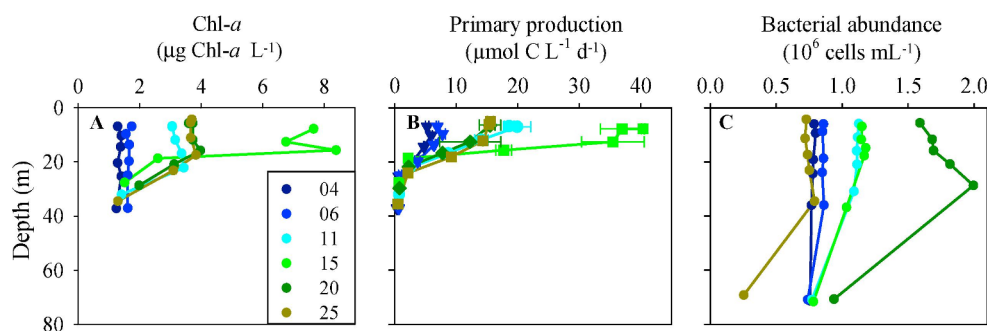 Chl-a
(µg Chl-a L⁻¹)
Primary production
(µmol C L⁻¹ d⁻¹)
Bacterial abundance
(10⁶ cells mL⁻¹)
0 2 4 6 8
0 10 20 30 40
0.0 0.5 1.0 1.5 2.0
Depth (m)
0
20
40
60
80
A
B
C
04
06
11
15
20
25